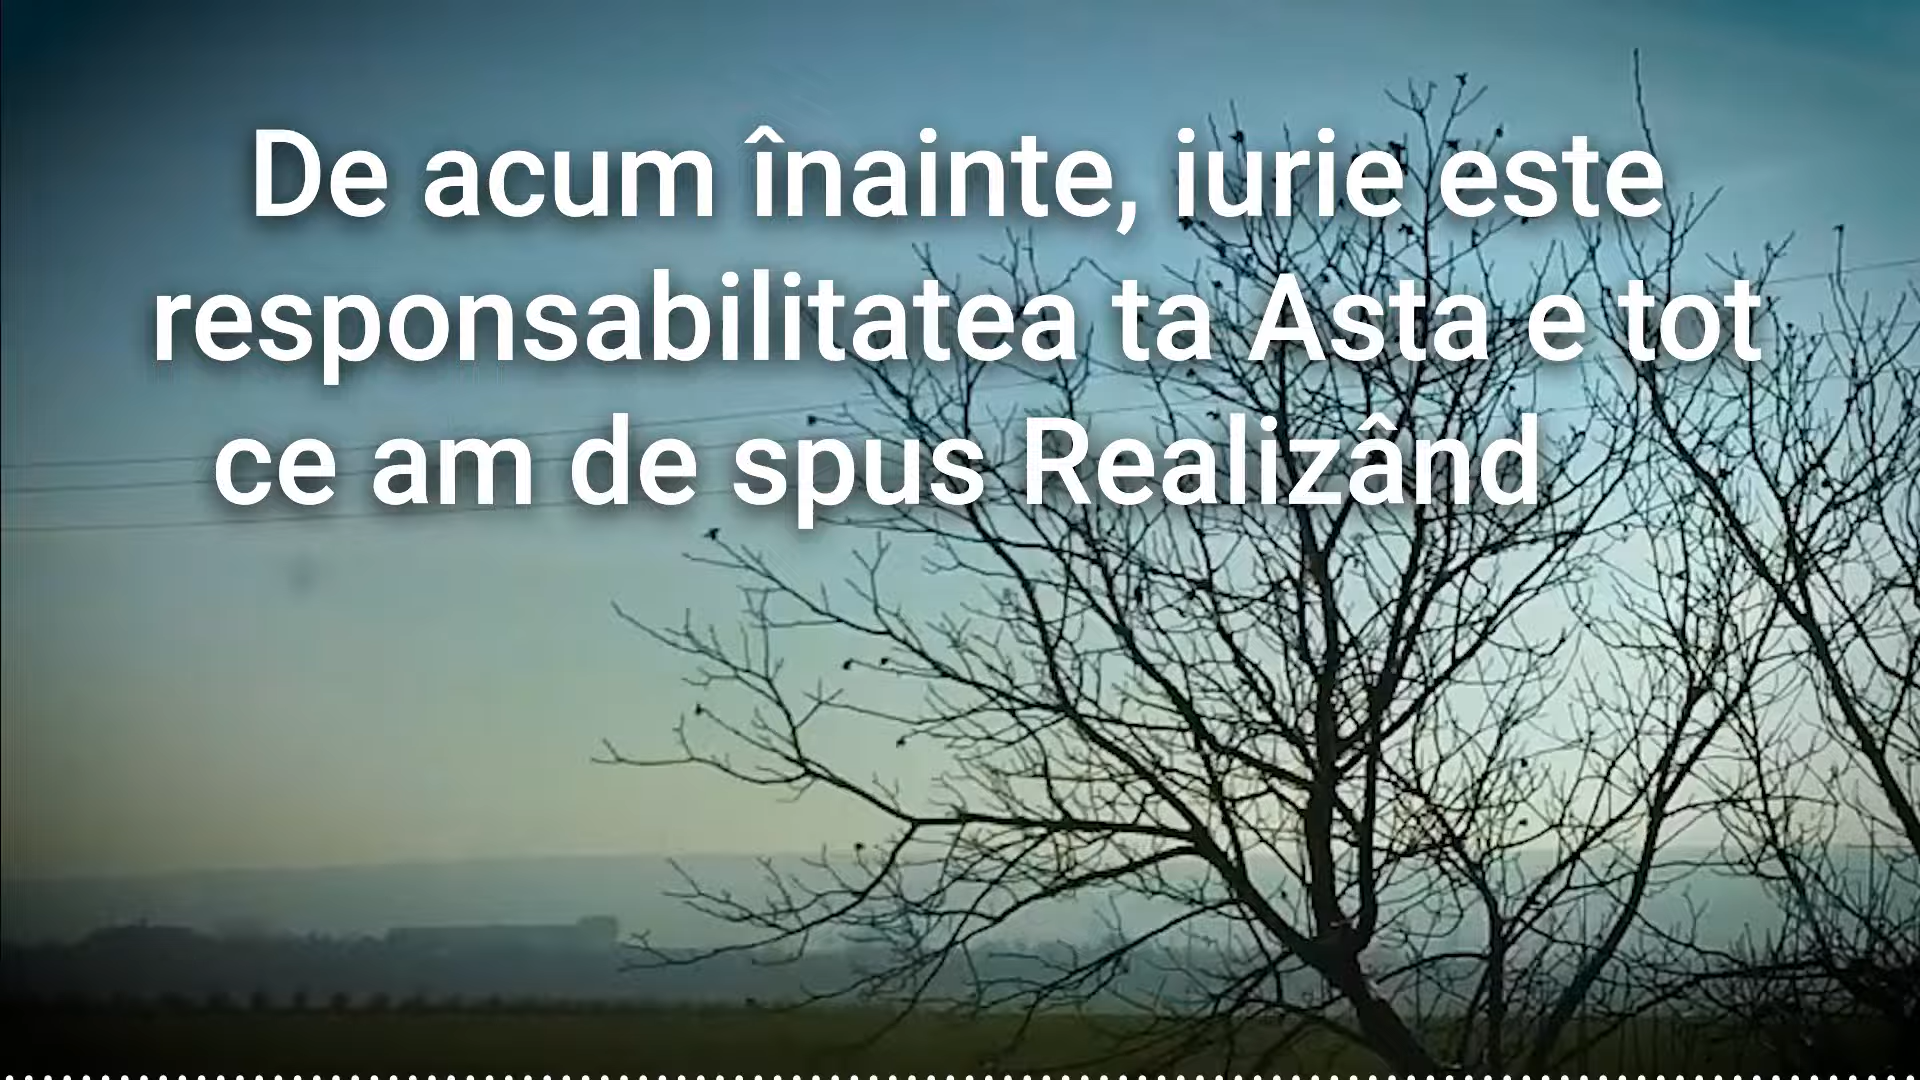 De acum înainte, iurie este
responsabilitatea ta Asta e tot
ce am de spus Realizând